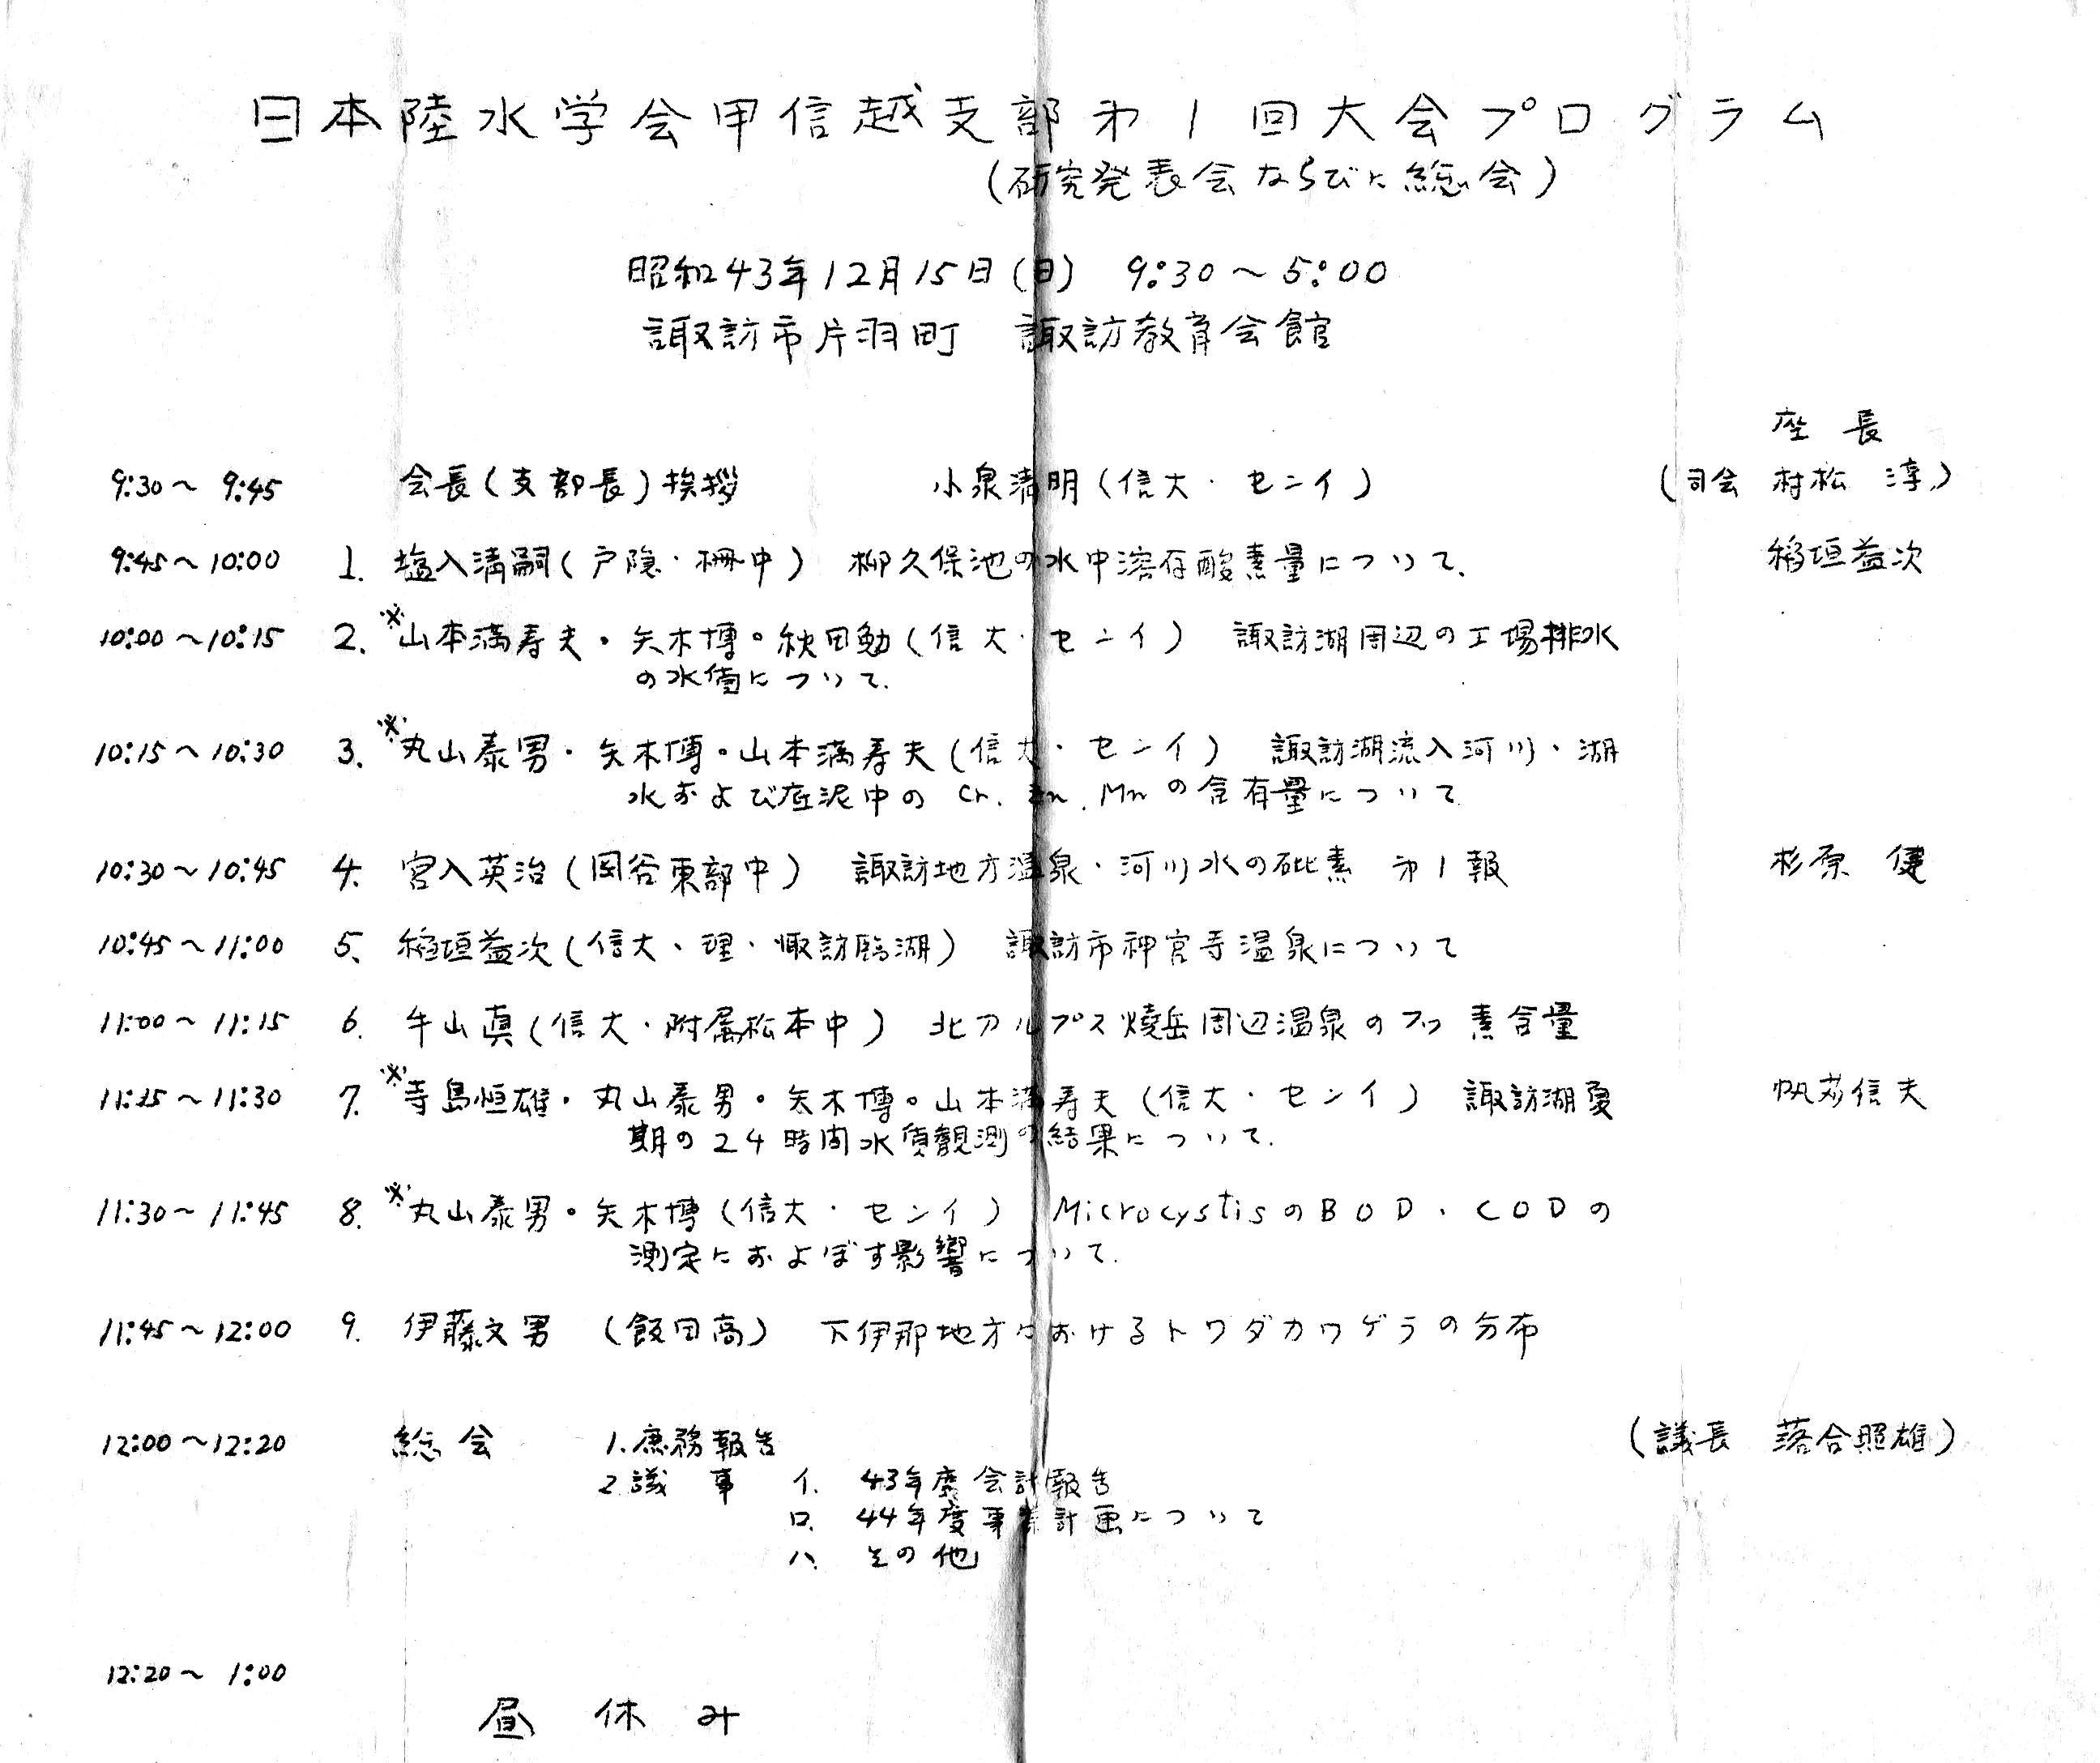 日本陸水学会甲信越支部才1回大会プログラム
(研究発表会ならびに総会)
昭和43年12月15日(日) 9:30～5:00
諏訪市片羽町 諏訪教育会館
座長
9:30～9:45 会長(支部長)挨拶 小泉清明(信大・センイ) (司会 村松 淳)
9:45～10:00 1. 塩入清嗣(戸隠・柵中) 柳久保池の水中溶存酸素量について. 稲垣益次
10:00～10:15 2. ※山本満寿夫・矢木博・秋田勉(信大・センイ) 諏訪湖周辺の工場排水
の水質について.
10:15～10:30 3. ※丸山泰男・矢木博・山本満寿夫(信大・センイ) 諏訪湖流入河川・湖
水および底泥中の Cr. Zn. Mn の含有量について
10:30～10:45 4. 宮入英治(岡谷東部中) 諏訪地方温泉・河川水の砒素 才1報 杉原 健
10:45～11:00 5. 稲垣益次(信大・理・諏訪臨湖) 諏訪市神宮寺温泉について
11:00～11:15 6. 牛山眞(信大・附属松本中) 北アルプス燒岳周辺温泉のフッ素含量
11:15～11:30 7. ※寺島恒雄・丸山泰男・矢木博・山本満寿夫(信大・センイ) 諏訪湖夏 帆苅信夫
期の24時間水質観測の結果について.
11:30～11:45 8. ※丸山泰男・矢木博(信大・センイ) MicrocystisのBOD・CODの
測定におよぼす影響について.
11:45～12:00 9. 伊藤文男 (飯田高) 下伊那地方におけるトワダカワゲラの分布
12:00～12:20 総会 1.庶務報告 (議長 落合照雄)
2.議事 イ. 43年度会計報告
ロ. 44年度事業計画について
ハ. その他
12:20～1:00
昼休み